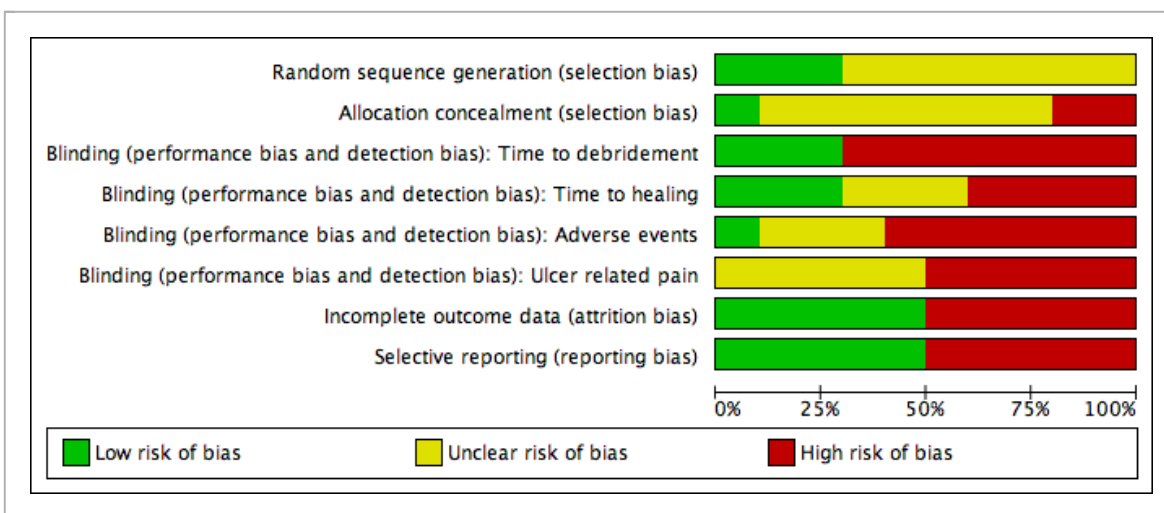 Random sequence generation (selection bias)
Allocation concealment (selection bias)
Blinding (performance bias and detection bias): Time to debridement
Blinding (performance bias and detection bias): Time to healing
Blinding (performance bias and detection bias): Adverse events
Blinding (performance bias and detection bias): Ulcer related pain
Incomplete outcome data (attrition bias)
Selective reporting (reporting bias)
0% 25% 50% 75% 100%
Low risk of bias Unclear risk of bias High risk of bias